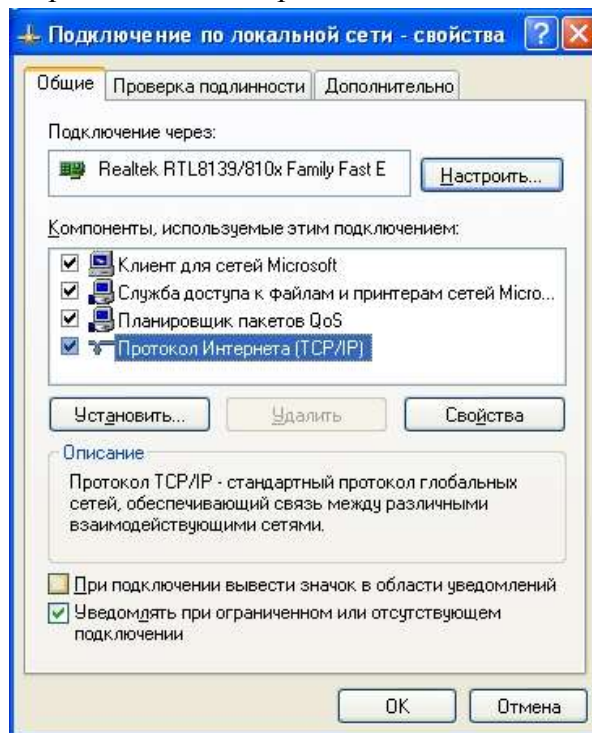 Подключение по локальной сети - свойства
Общие
Проверка подлинности
Дополнительно
Подключение через:
Realtek RTL8139/810x Family Fast E
Настроить...
Компоненты, используемые этим подключением:
Клиент для сетей Microsoft
Служба доступа к файлам и принтерам сетей Micro...
Планировщик пакетов QoS
Протокол Интернета (TCP/IP)
Установить...
Удалить
Свойства
Описание
Протокол TCP/IP - стандартный протокол глобальных
сетей, обеспечивающий связь между различными
взаимодействующими сетями.
При подключении вывести значок в области уведомлений
Уведомлять при ограниченном или отсутствующем
подключении
OK
Отмена